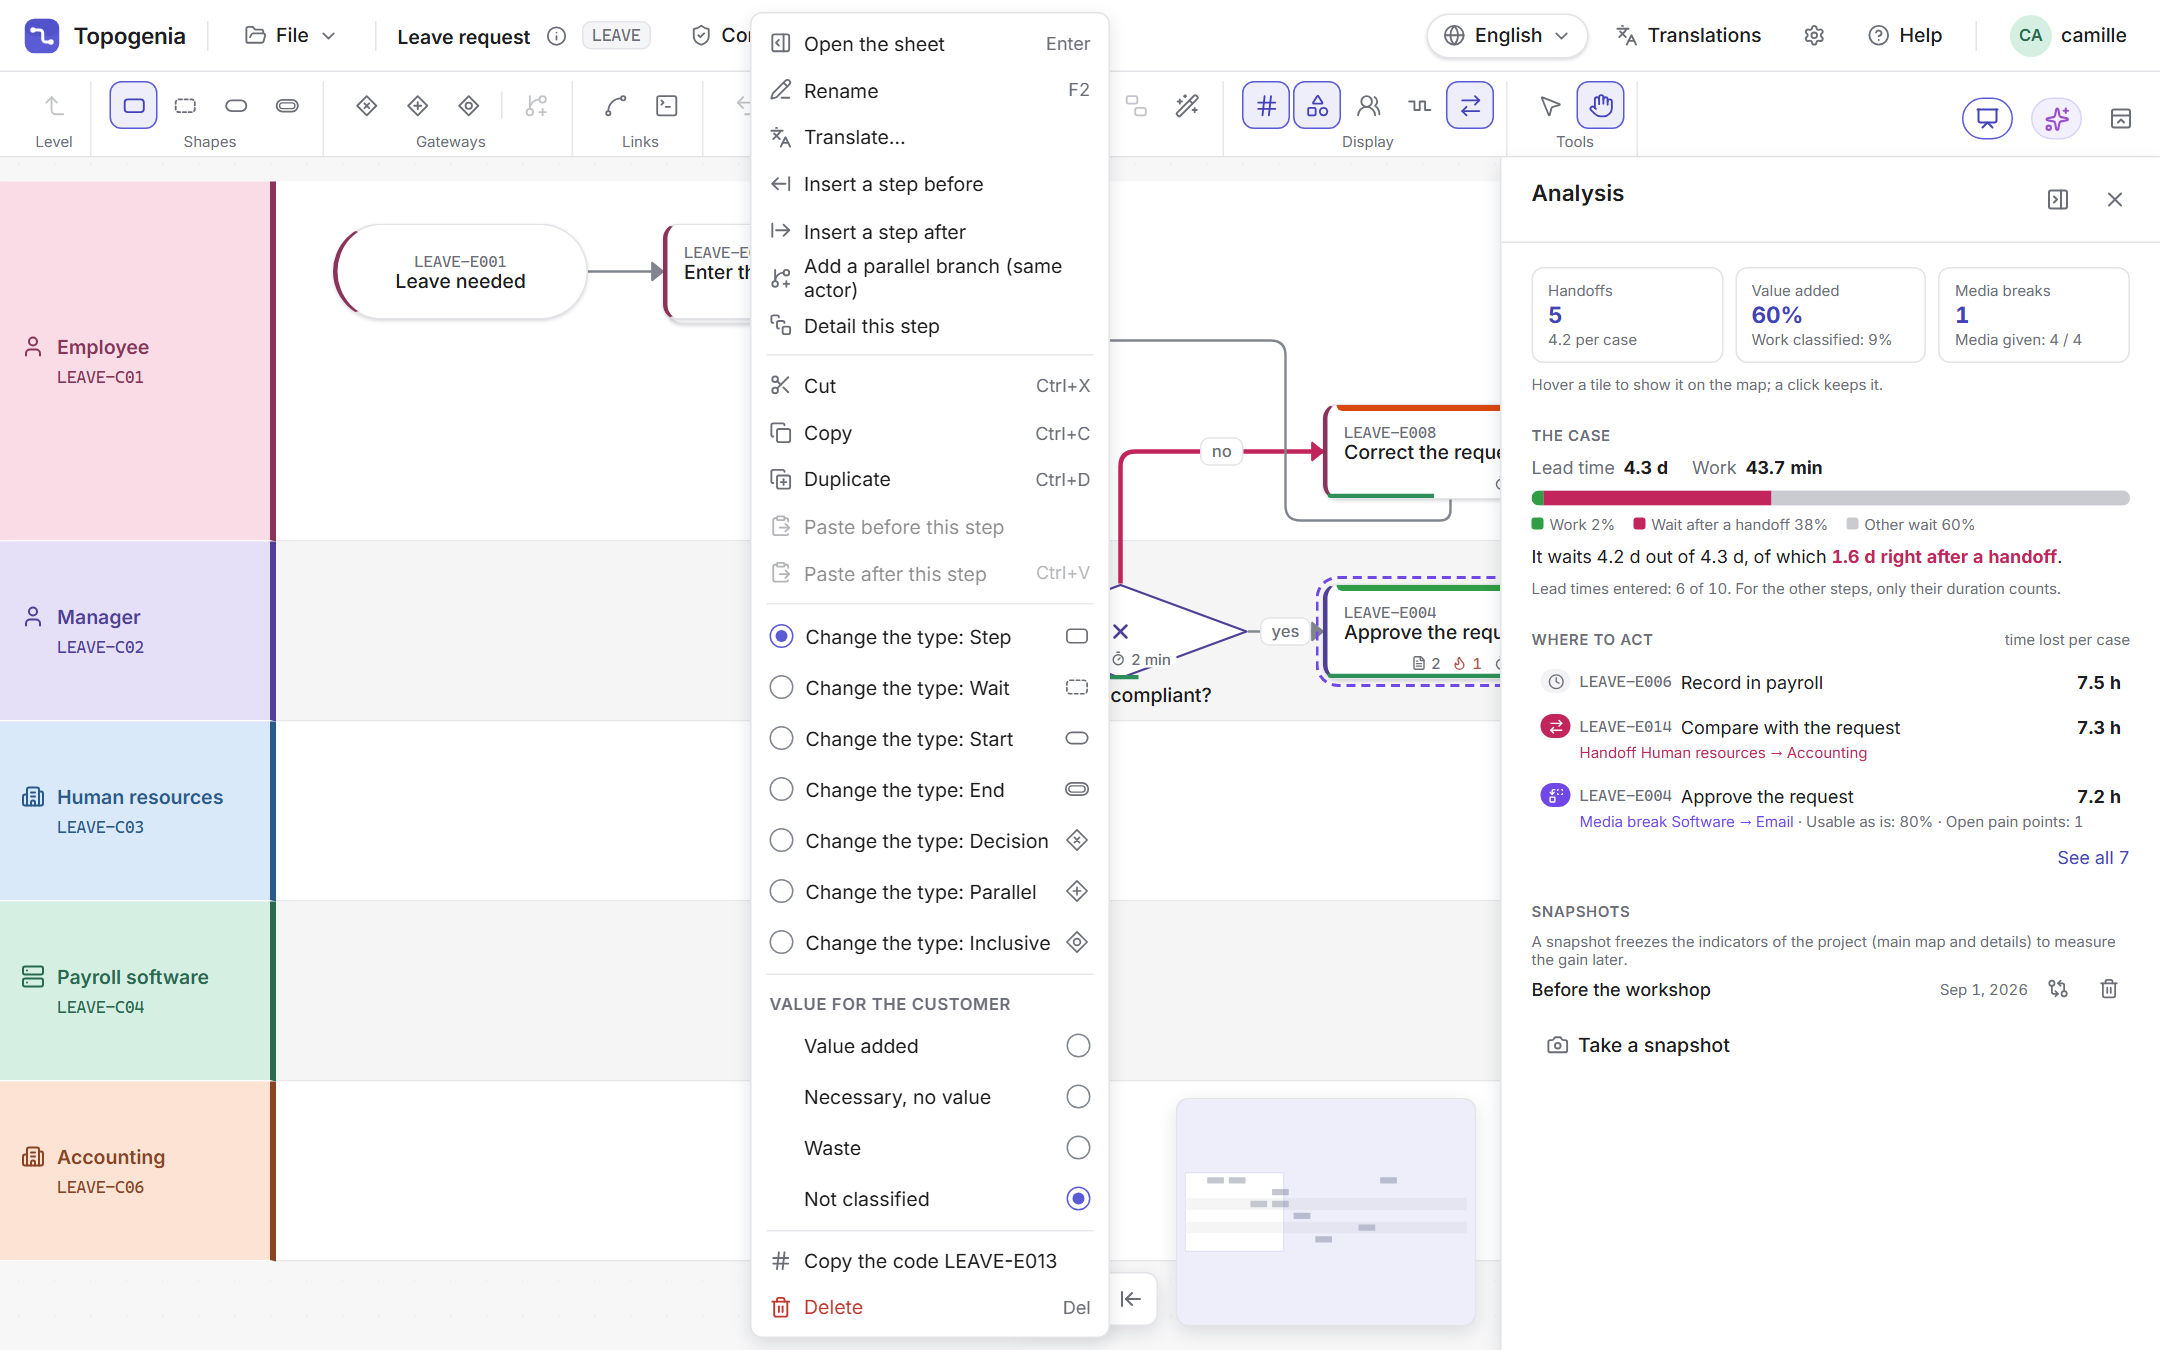 Topogenia
File
Leave request
LEAVE
English
Translations
Help
CA
camille
Level
Shapes
Gateways
Links
Display
Tools
Open the sheet Enter
Rename F2
Translate...
Insert a step before
Insert a step after
Add a parallel branch (same
actor)
Detail this step
Cut Ctrl+X
Copy Ctrl+C
Duplicate Ctrl+D
Paste before this step
Paste after this step Ctrl+V
Change the type: Step
Change the type: Wait
Change the type: Start
Change the type: End
Change the type: Decision
Change the type: Parallel
Change the type: Inclusive
VALUE FOR THE CUSTOMER
Value added
Necessary, no value
Waste
Not classified
Copy the code LEAVE-E013
Delete Del
Employee
LEAVE-C01
Manager
LEAVE-C02
Human resources
LEAVE-C03
Payroll software
LEAVE-C04
Accounting
LEAVE-C06
LEAVE-E001
Leave needed
Enter
no
LEAVE-E008
Correct the
yes
LEAVE-E004
Approve the
2 1
2 min
compliant?
Analysis
Handoffs
5
4.2 per case
Value added
60%
Work classified: 9%
Media breaks
1
Media given: 4 / 4
Hover a tile to show it on the map; a click keeps it.
THE CASE
Lead time 4.3 d Work 43.7 min
Work 2% Wait after a handoff 38% Other wait 60%
It waits 4.2 d out of 4.3 d, of which 1.6 d right after a handoff.
Lead times entered: 6 of 10. For the other steps, only their duration counts.
WHERE TO ACT time lost per case
LEAVE-E006 Record in payroll 7.5 h
LEAVE-E014 Compare with the request 7.3 h
Handoff Human resources → Accounting
LEAVE-E004 Approve the request 7.2 h
Media break Software → Email · Usable as is: 80% · Open pain points: 1
See all 7
SNAPSHOTS
A snapshot freezes the indicators of the project (main map and details) to measure
the gain later.
Before the workshop Sep 1, 2026
Take a snapshot